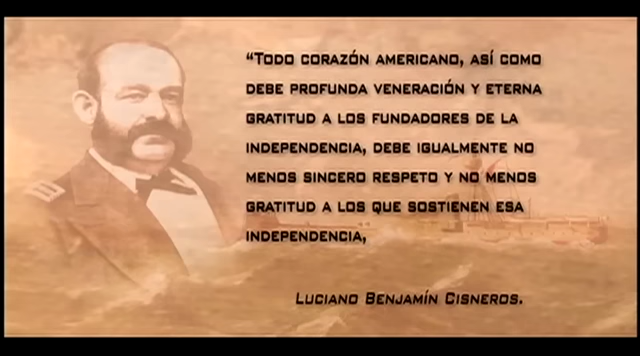 “TODO CORAZÓN AMERICANO, ASÍ COMO
DEBE PROFUNDA VENERACIÓN Y ETERNA
GRATITUD A LOS FUNDADORES DE LA
INDEPENDENCIA, DEBE IGUALMENTE NO
MENOS SINCERO RESPETO Y NO MENOS
GRATITUD A LOS QUE SOSTIENEN ESA
INDEPENDENCIA,
LUCIANO BENJAMÍN CISNEROS.